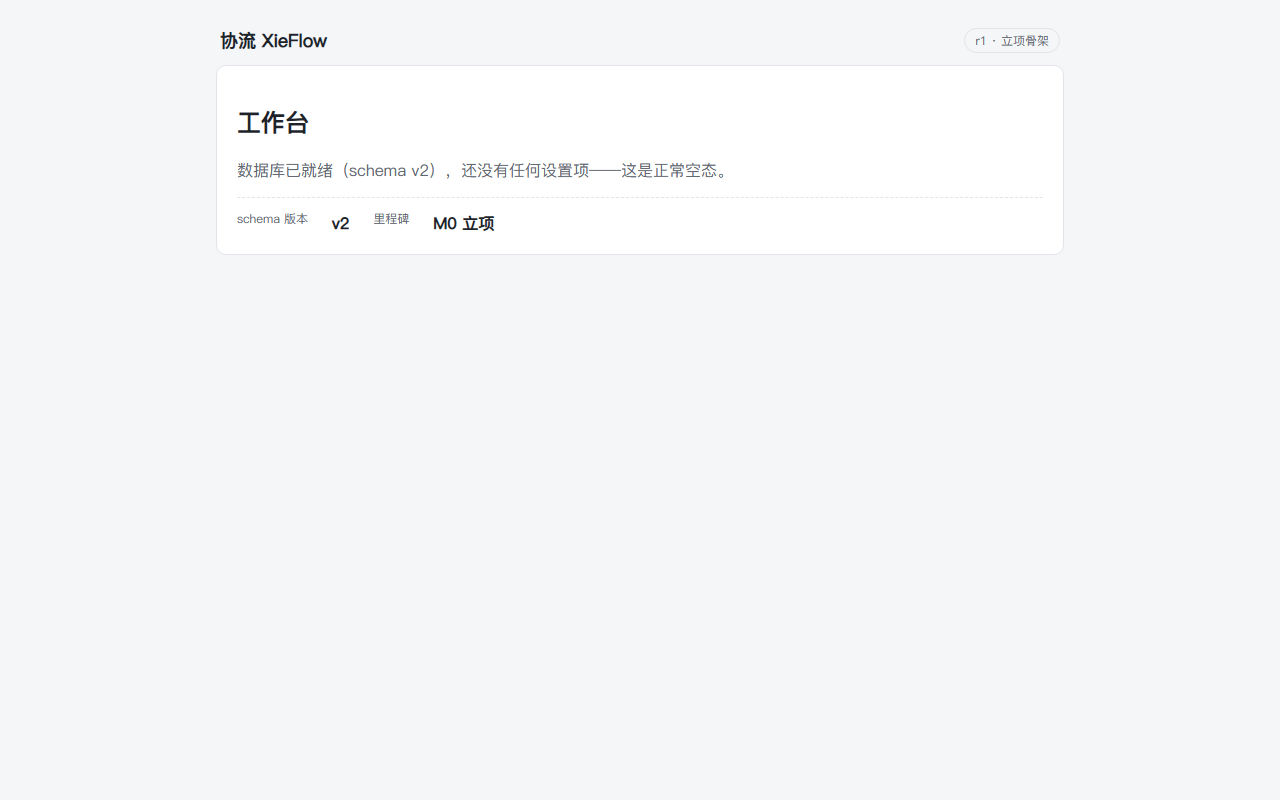 协流 XieFlow
r1 · 立项骨架
工作台
数据库已就绪（schema v2），还没有任何设置项——这是正常空态。
schema 版本 v2 里程碑 M0 立项